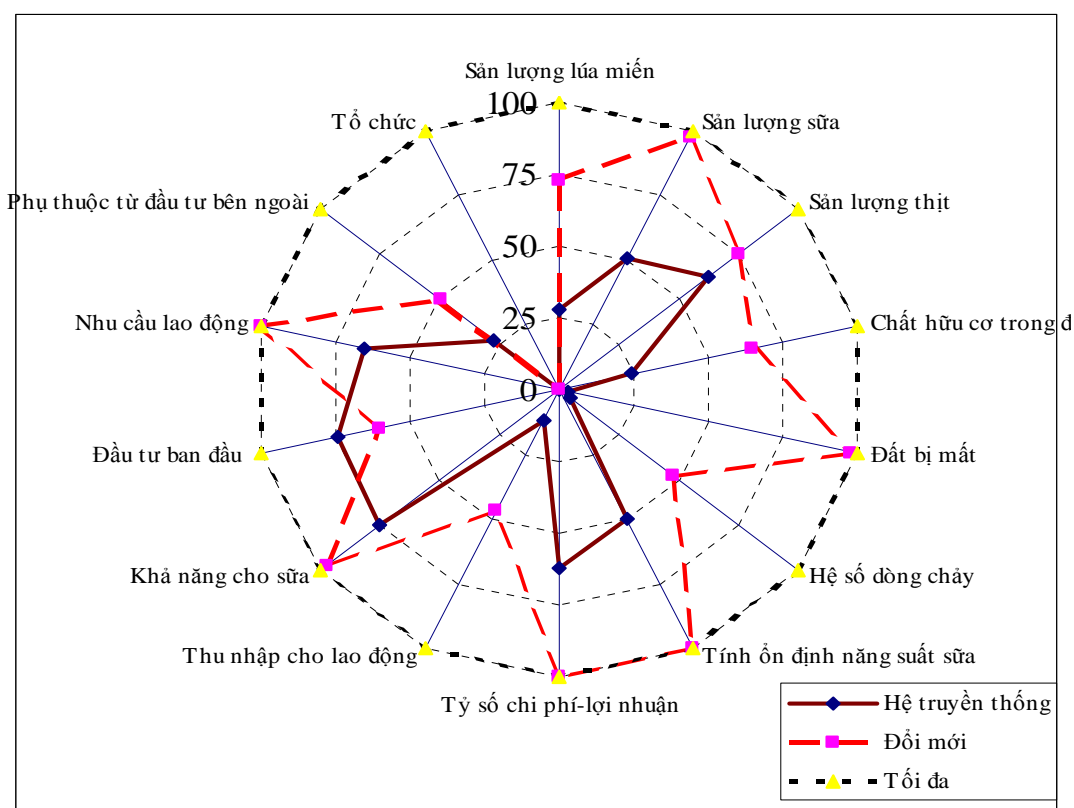 Sản lượng lúa miến
100
Sản lượng sữa
Tổ chức
75
Phụ thuộc từ đầu tư bên ngoài
Sản lượng thịt
50
Nhu cầu lao động
25
Chất hữu cơ trong đ
0
Đầu tư ban đầu
Đất bị mất
Khả năng cho sữa
Hệ số dòng chảy
Thu nhập cho lao động
Tính ổn định năng suất sữa
Tỷ số chi phí-lợi nhuận
Hệ truyền thống
Đổi mới
Tối đa